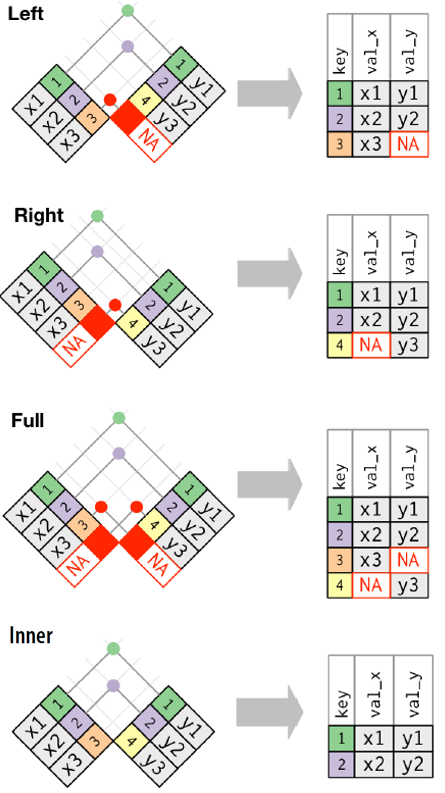 Left
1 x1
2 x2
3 x3
1 y1
2 y2
4 y3
NA
key val_x val_y
1 x1 y1
2 x2 y2
3 x3 NA
Right
1 x1
2 x2
3 x3
NA
1 y1
2 y2
4 y3
key val_x val_y
1 x1 y1
2 x2 y2
4 NA y3
Full
1 x1
2 x2
3 x3
NA
1 y1
2 y2
4 y3
NA
key val_x val_y
1 x1 y1
2 x2 y2
3 x3 NA
4 NA y3
Inner
1 x1
2 x2
3 x3
1 y1
2 y2
4 y3
key val_x val_y
1 x1 y1
2 x2 y2